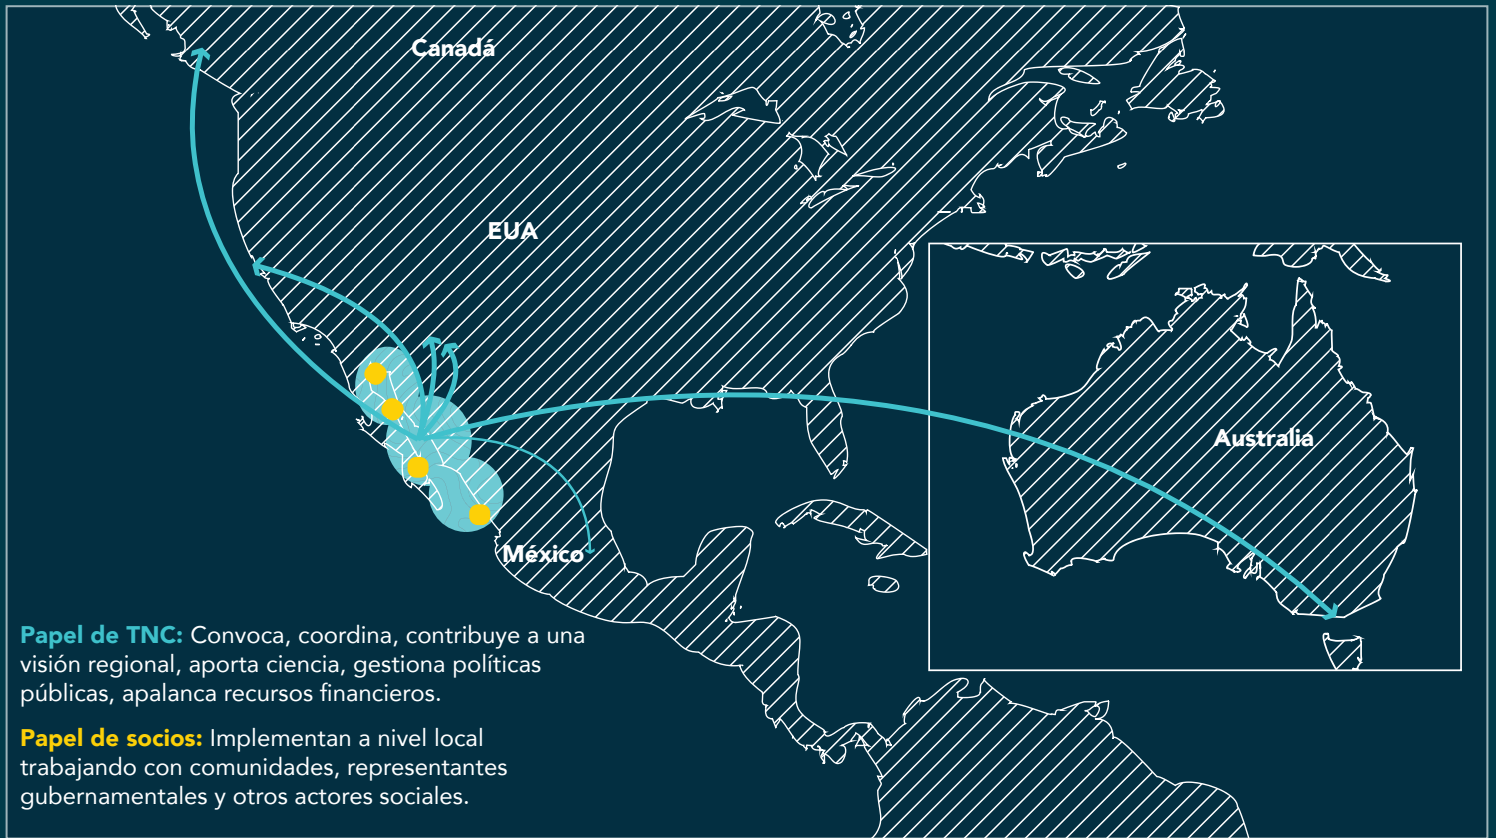 Canadá
EUA
Australia
México
Papel de TNC: Convoca, coordina, contribuye a una
visión regional, aporta ciencia, gestiona políticas
públicas, apalanca recursos financieros.
Papel de socios: Implementan a nivel local
trabajando con comunidades, representantes
gubernamentales y otros actores sociales.